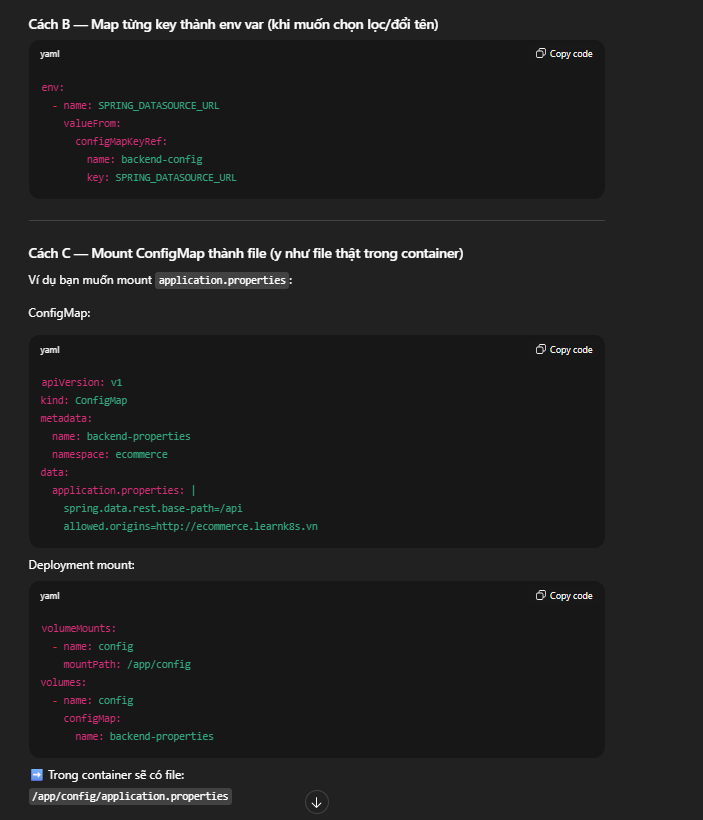 Cách B — Map từng key thành env var (khi muốn chọn lọc/đổi tên)
yaml
Copy code
env:
  - name: SPRING_DATASOURCE_URL
    valueFrom:
      configMapKeyRef:
        name: backend-config
        key: SPRING_DATASOURCE_URL
Cách C — Mount ConfigMap thành file (y như file thật trong container)
Ví dụ bạn muốn mount application.properties:
ConfigMap:
yaml
Copy code
apiVersion: v1
kind: ConfigMap
metadata:
  name: backend-properties
  namespace: ecommerce
data:
  application.properties: |
    spring.data.rest.base-path=/api
    allowed.origins=http://ecommerce.learnk8s.vn
Deployment mount:
yaml
Copy code
volumeMounts:
  - name: config
    mountPath: /app/config
volumes:
  - name: config
    configMap:
      name: backend-properties
➡️ Trong container sẽ có file:
/app/config/application.properties